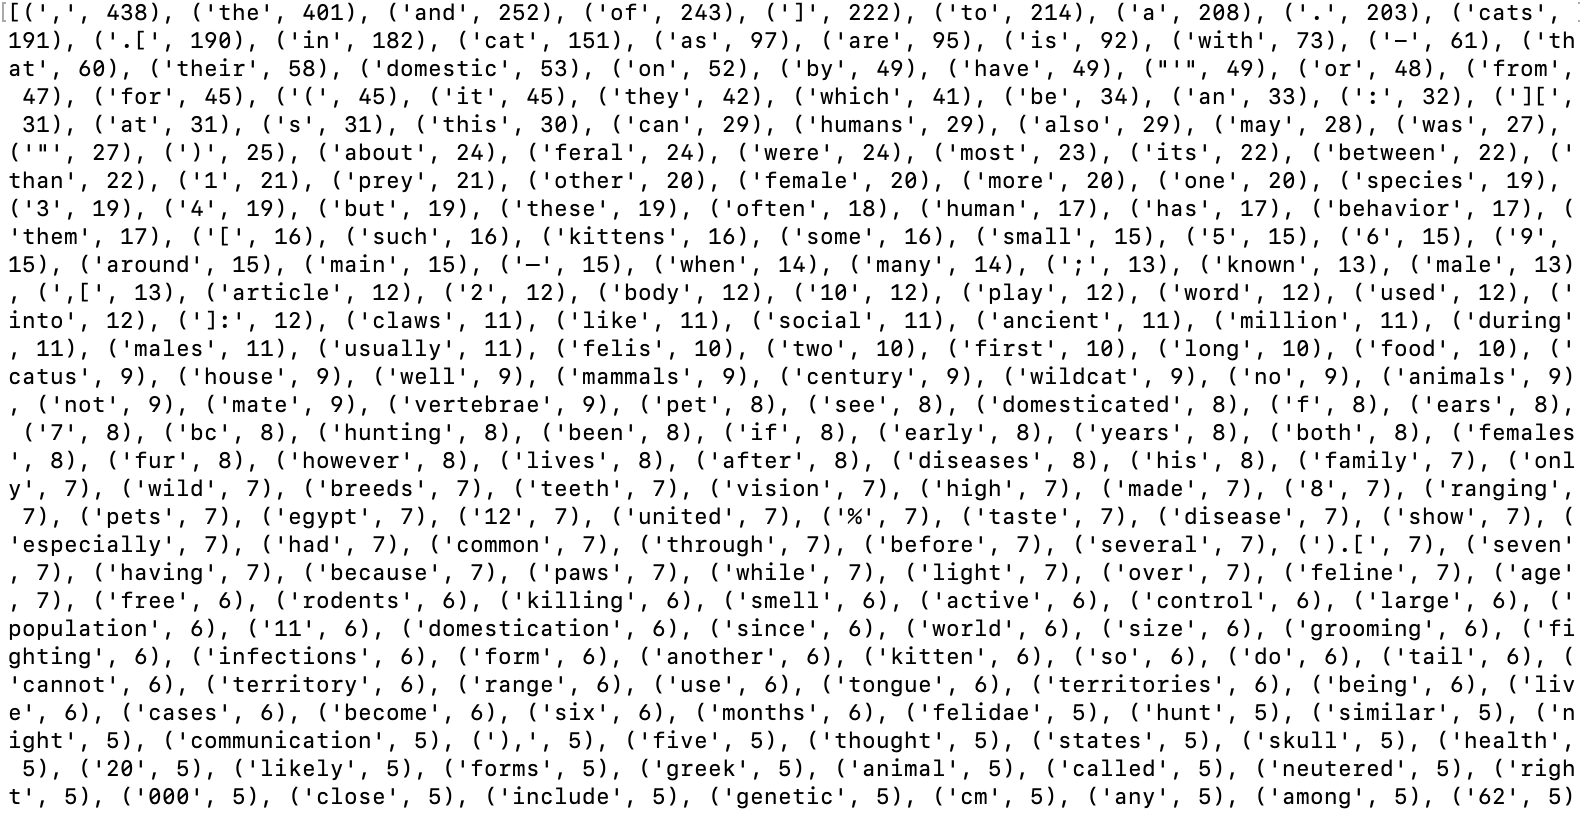 [(',', 438), ('the', 401), ('and', 252), ('of', 243), (']', 222), ('to', 214), ('a', 208), ('.', 203), ('cats',
191), ('.[', 190), ('in', 182), ('cat', 151), ('as', 97), ('are', 95), ('is', 92), ('with', 73), ('–', 61), ('th
at', 60), ('their', 58), ('domestic', 53), ('on', 52), ('by', 49), ('have', 49), ("'", 49), ('or', 48), ('from',
47), ('for', 45), ('(', 45), ('it', 45), ('they', 42), ('which', 41), ('be', 34), ('an', 33), (':', 32), ('][',
31), ('at', 31), ('s', 31), ('this', 30), ('can', 29), ('humans', 29), ('also', 29), ('may', 28), ('was', 27),
('"', 27), (')', 25), ('about', 24), ('feral', 24), ('were', 24), ('most', 23), ('its', 22), ('between', 22), ('
than', 22), ('1', 21), ('prey', 21), ('other', 20), ('female', 20), ('more', 20), ('one', 20), ('species', 19),
('3', 19), ('4', 19), ('but', 19), ('these', 19), ('often', 18), ('human', 17), ('has', 17), ('behavior', 17), (
'them', 17), ('[', 16), ('such', 16), ('kittens', 16), ('some', 16), ('small', 15), ('5', 15), ('6', 15), ('9',
15), ('around', 15), ('main', 15), ('—', 15), ('when', 14), ('many', 14), (';', 13), ('known', 13), ('male', 13)
, (',[', 13), ('article', 12), ('2', 12), ('body', 12), ('10', 12), ('play', 12), ('word', 12), ('used', 12), ('
into', 12), (']:', 12), ('claws', 11), ('like', 11), ('social', 11), ('ancient', 11), ('million', 11), ('during'
, 11), ('males', 11), ('usually', 11), ('felis', 10), ('two', 10), ('first', 10), ('long', 10), ('food', 10), ('
catus', 9), ('house', 9), ('well', 9), ('mammals', 9), ('century', 9), ('wildcat', 9), ('no', 9), ('animals', 9)
, ('not', 9), ('mate', 9), ('vertebrae', 9), ('pet', 8), ('see', 8), ('domesticated', 8), ('f', 8), ('ears', 8),
('7', 8), ('bc', 8), ('hunting', 8), ('been', 8), ('if', 8), ('early', 8), ('years', 8), ('both', 8), ('females
', 8), ('fur', 8), ('however', 8), ('lives', 8), ('after', 8), ('diseases', 8), ('his', 8), ('family', 7), ('onl
y', 7), ('wild', 7), ('breeds', 7), ('teeth', 7), ('vision', 7), ('high', 7), ('made', 7), ('8', 7), ('ranging',
7), ('pets', 7), ('egypt', 7), ('12', 7), ('united', 7), ('%', 7), ('taste', 7), ('disease', 7), ('show', 7), (
'especially', 7), ('had', 7), ('common', 7), ('through', 7), ('before', 7), ('several', 7), (').[', 7), ('seven'
, 7), ('having', 7), ('because', 7), ('paws', 7), ('while', 7), ('light', 7), ('over', 7), ('feline', 7), ('age'
, 7), ('free', 6), ('rodents', 6), ('killing', 6), ('smell', 6), ('active', 6), ('control', 6), ('large', 6), ('
population', 6), ('11', 6), ('domestication', 6), ('since', 6), ('world', 6), ('size', 6), ('grooming', 6), ('fi
ghting', 6), ('infections', 6), ('form', 6), ('another', 6), ('kitten', 6), ('so', 6), ('do', 6), ('tail', 6), (
'cannot', 6), ('territory', 6), ('range', 6), ('use', 6), ('tongue', 6), ('territories', 6), ('being', 6), ('liv
e', 6), ('cases', 6), ('become', 6), ('six', 6), ('months', 6), ('felidae', 5), ('hunt', 5), ('similar', 5), ('n
ight', 5), ('communication', 5), ('),', 5), ('five', 5), ('thought', 5), ('states', 5), ('skull', 5), ('health',
5), ('20', 5), ('likely', 5), ('forms', 5), ('greek', 5), ('animal', 5), ('called', 5), ('neutered', 5), ('righ
t', 5), ('000', 5), ('close', 5), ('include', 5), ('genetic', 5), ('cm', 5), ('any', 5), ('among', 5), ('62', 5)